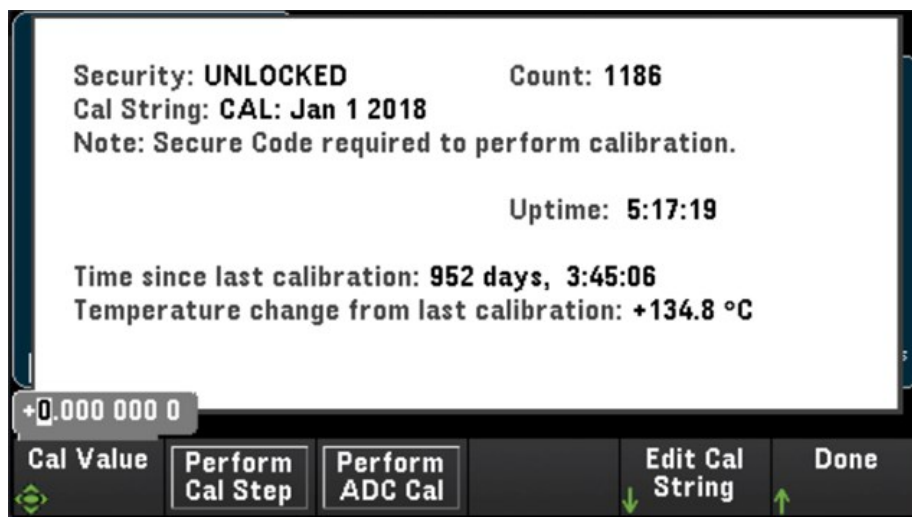 Security: UNLOCKED Count: 1186
Cal String: CAL: Jan 1 2018
Note: Secure Code required to perform calibration.
Uptime: 5:17:19
Time since last calibration: 952 days, 3:45:06
Temperature change from last calibration: +134.8 °C
+0.000 000 0
Cal Value
Perform
Cal Step
Perform
ADC Cal
Edit Cal
String
Done